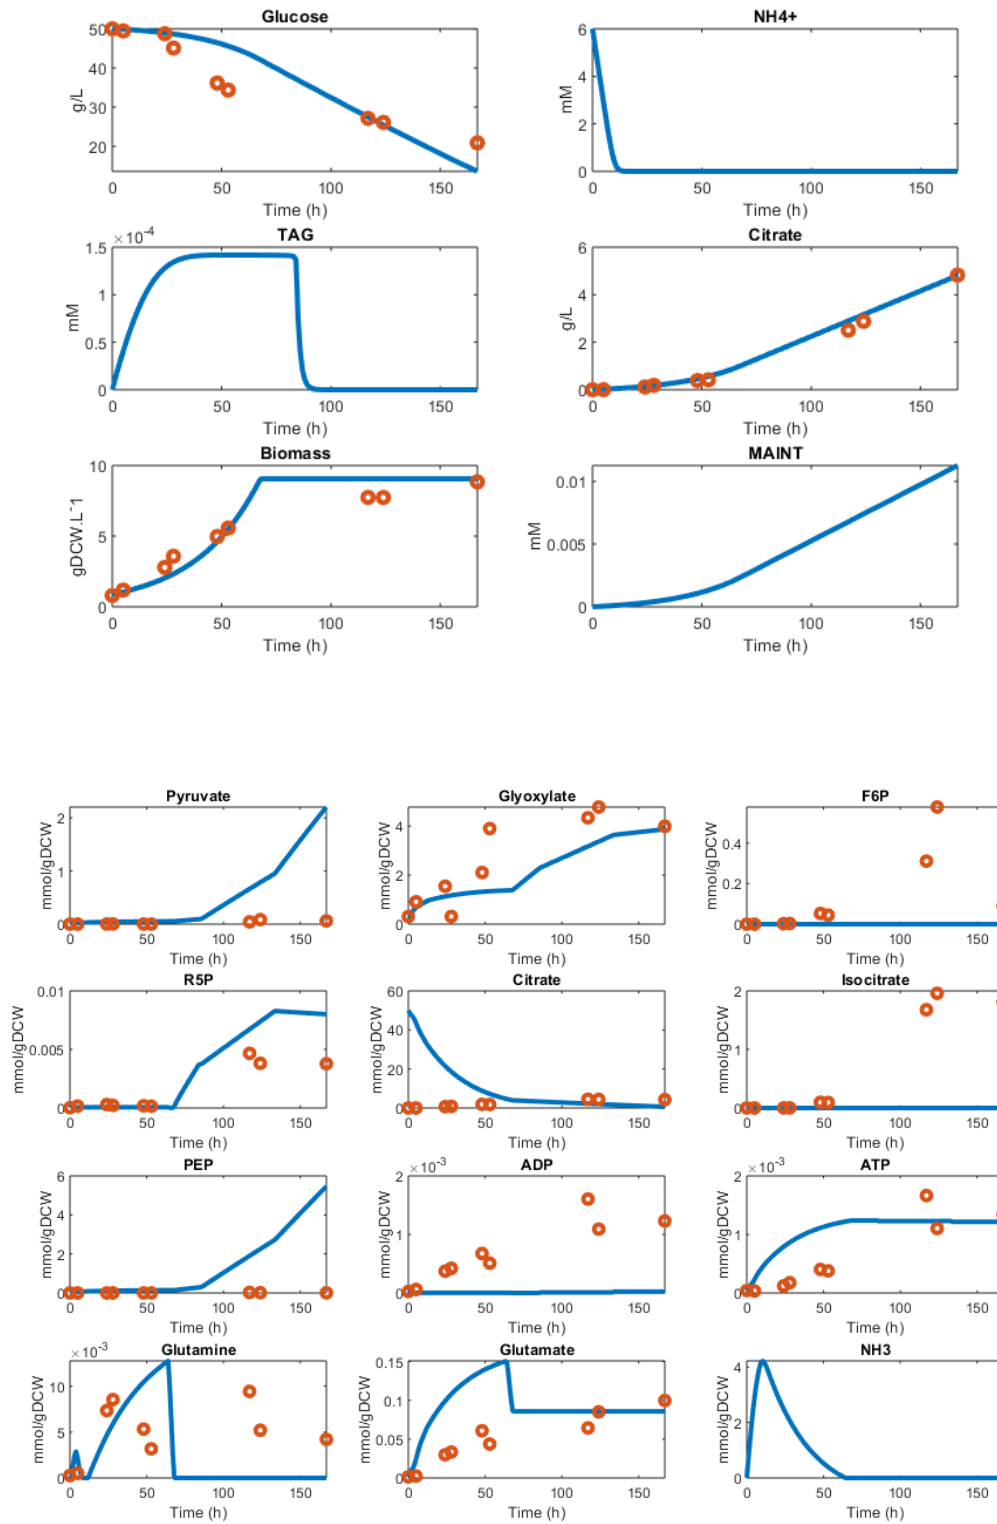 Glucose
50
40
30
20
g/L
0 50 100 150
Time (h)
NH4+
6
4
2
0
mM
0 50 100 150
Time (h)
×10-4
TAG
1.5
1
0.5
0
mM
0 50 100 150
Time (h)
Citrate
6
4
2
0
g/L
0 50 100 150
Time (h)
Biomass
10
5
0
gDCW.L-1
0 50 100 150
Time (h)
MAINT
0.01
0.005
0
mM
0 50 100 150
Time (h)
Pyruvate
2
1
0
mmol/gDCW
0 50 100 150
Time (h)
Glyoxylate
4
2
0
mmol/gDCW
0 50 100 150
Time (h)
F6P
0.4
0.2
0
mmol/gDCW
0 50 100 150
Time (h)
R5P
0.01
0.005
0
mmol/gDCW
0 50 100 150
Time (h)
Citrate
60
40
20
0
mmol/gDCW
0 50 100 150
Time (h)
Isocitrate
2
1
0
mmol/gDCW
0 50 100 150
Time (h)
PEP
6
4
2
0
mmol/gDCW
0 50 100 150
Time (h)
×10-3
ADP
2
1
0
mmol/gDCW
0 50 100 150
Time (h)
×10-3
ATP
2
1
0
mmol/gDCW
0 50 100 150
Time (h)
×10-3
Glutamine
10
5
0
mmol/gDCW
0 50 100 150
Time (h)
Glutamate
0.15
0.1
0.05
0
mmol/gDCW
0 50 100 150
Time (h)
NH3
4
2
0
mmol/gDCW
0 50 100 150
Time (h)